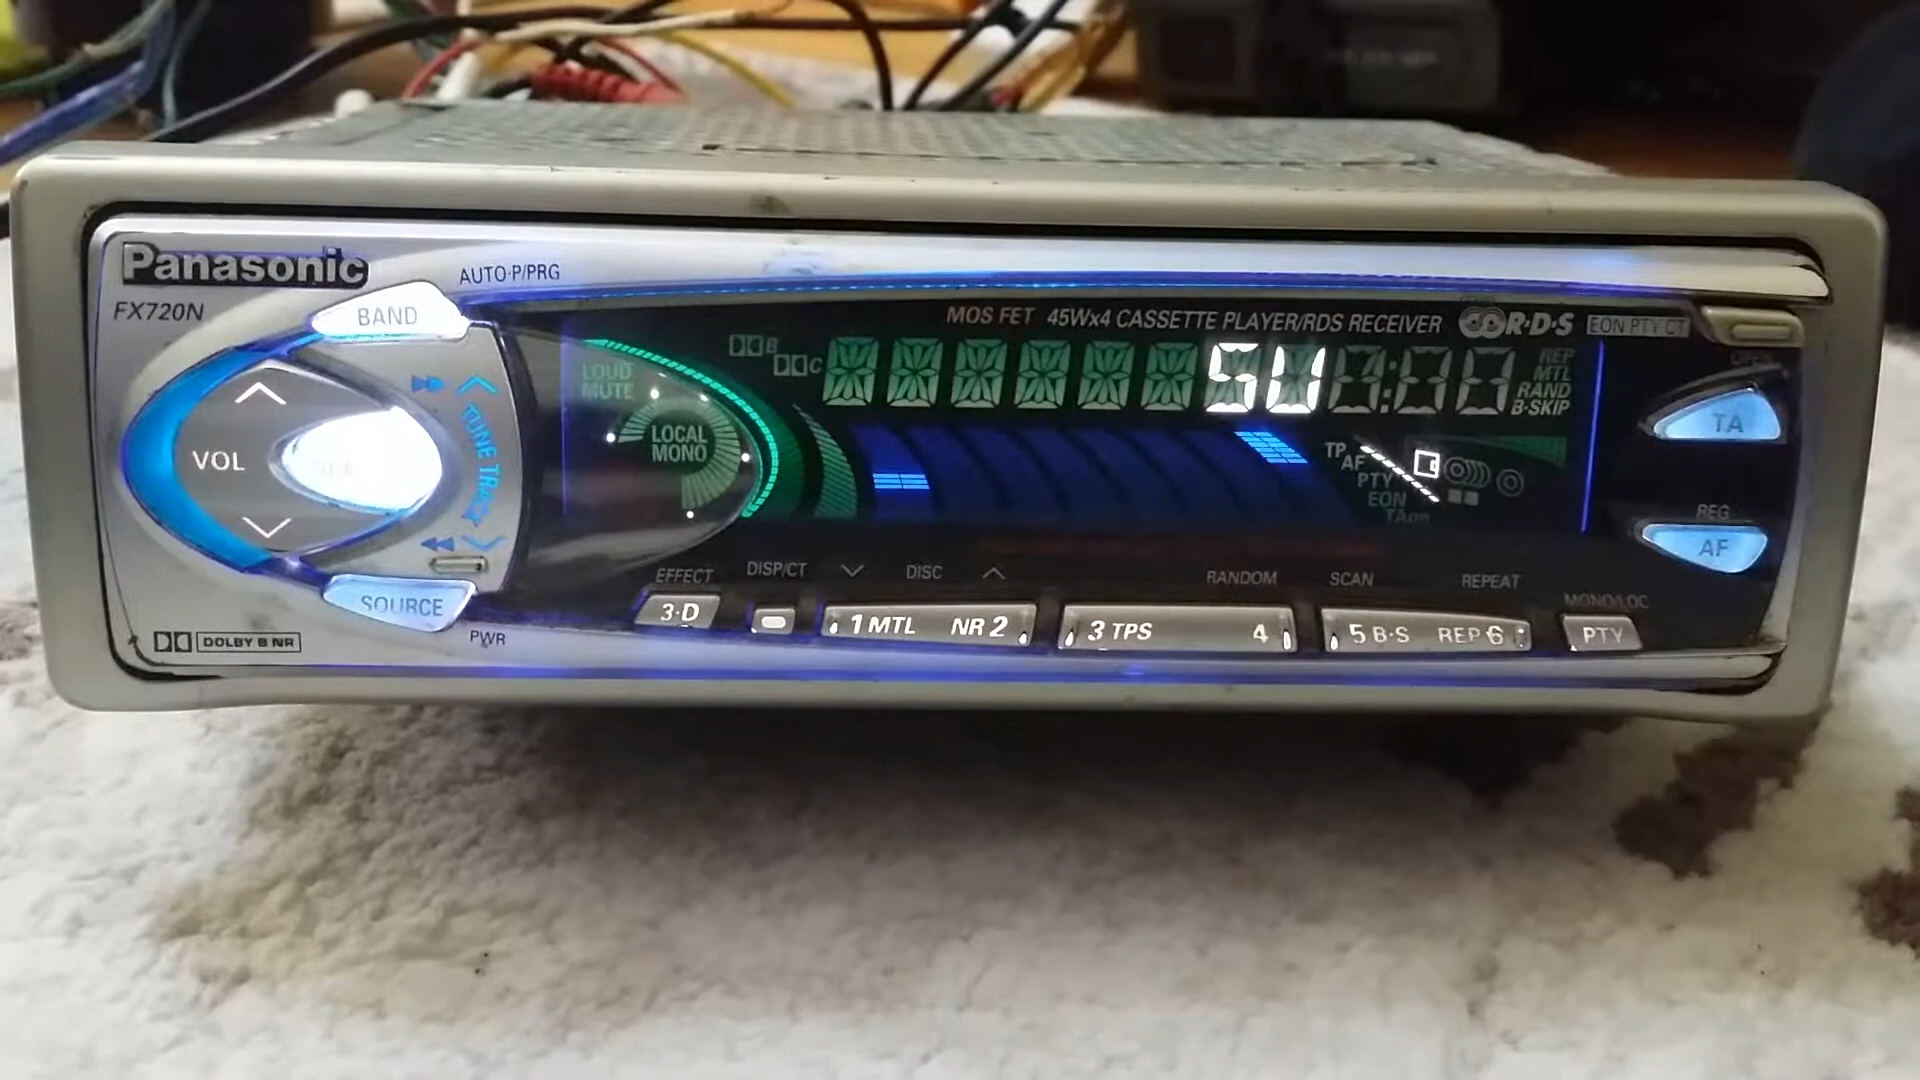 Panasonic
AUTO·P/PRG
FX720N
BAND
MOS FET 45Wx4 CASSETTE PLAYER/RDS RECEIVER R·D·S EON PTY CT
OPEN
LOUD
MUTE
B
C
SU
REP
MTL
RAND
B·SKIP
LOCAL
MONO
TP
AF
PTY
EON
TAon
VOL
TUNE TRACK
TA
REG
AF
EFFECT
DISP/CT
DISC
RANDOM
SCAN
REPEAT
MONO/LOC
SOURCE
3·D
1 MTL NR 2
3 TPS 4
5 B·S REP 6
PTY
PWR
DOLBY B NR